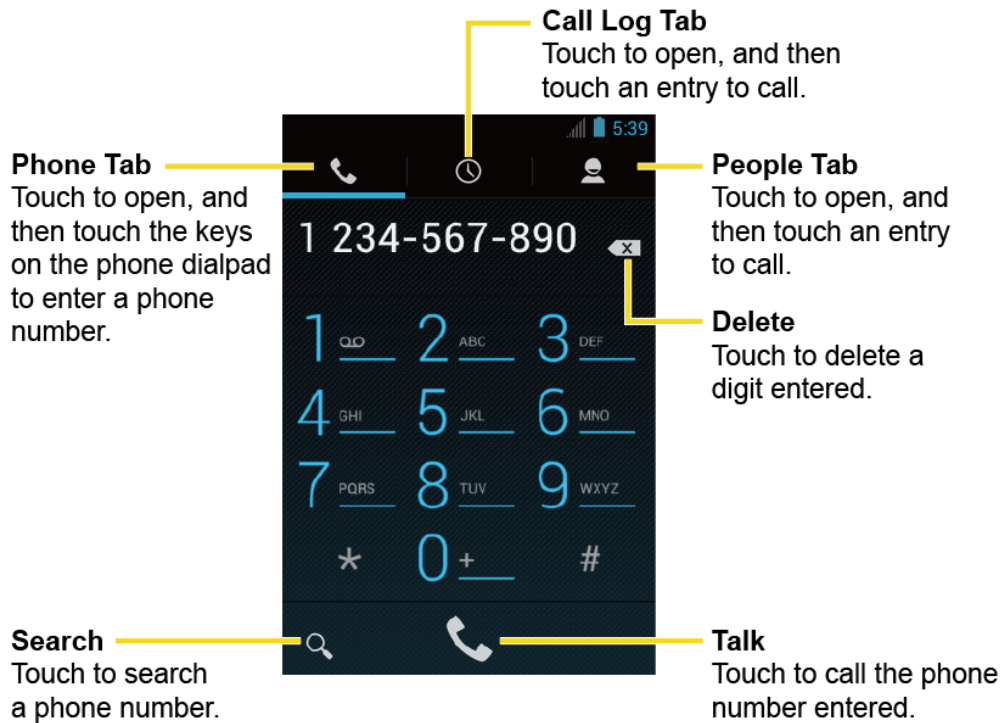 Call Log Tab
Touch to open, and then
touch an entry to call.
5:39
Phone Tab
Touch to open, and
then touch the keys
on the phone dialpad
to enter a phone
number.
People Tab
Touch to open, and
then touch an entry
to call.
1 234-567-890
Delete
Touch to delete a
digit entered.
1 2 ABC 3 DEF
4 GHI 5 JKL 6 MNO
7 PQRS 8 TUV 9 WXYZ
* 0 + #
Search
Touch to search
a phone number.
Talk
Touch to call the phone
number entered.